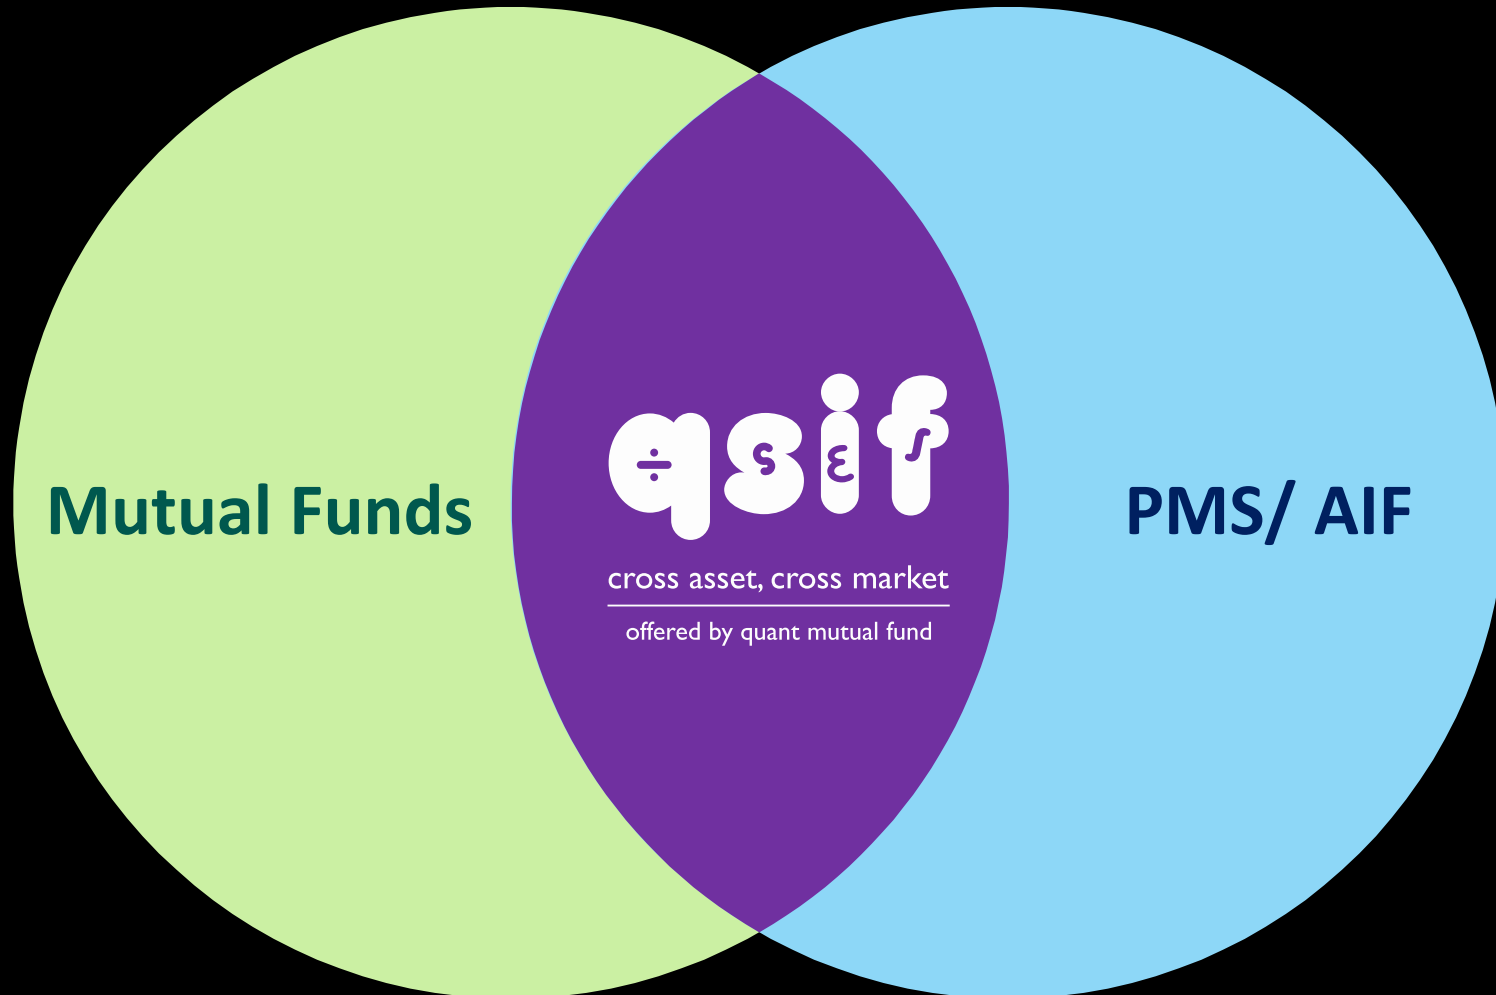 Mutual Funds
qsif
cross asset, cross market
offered by quant mutual fund
PMS/ AIF